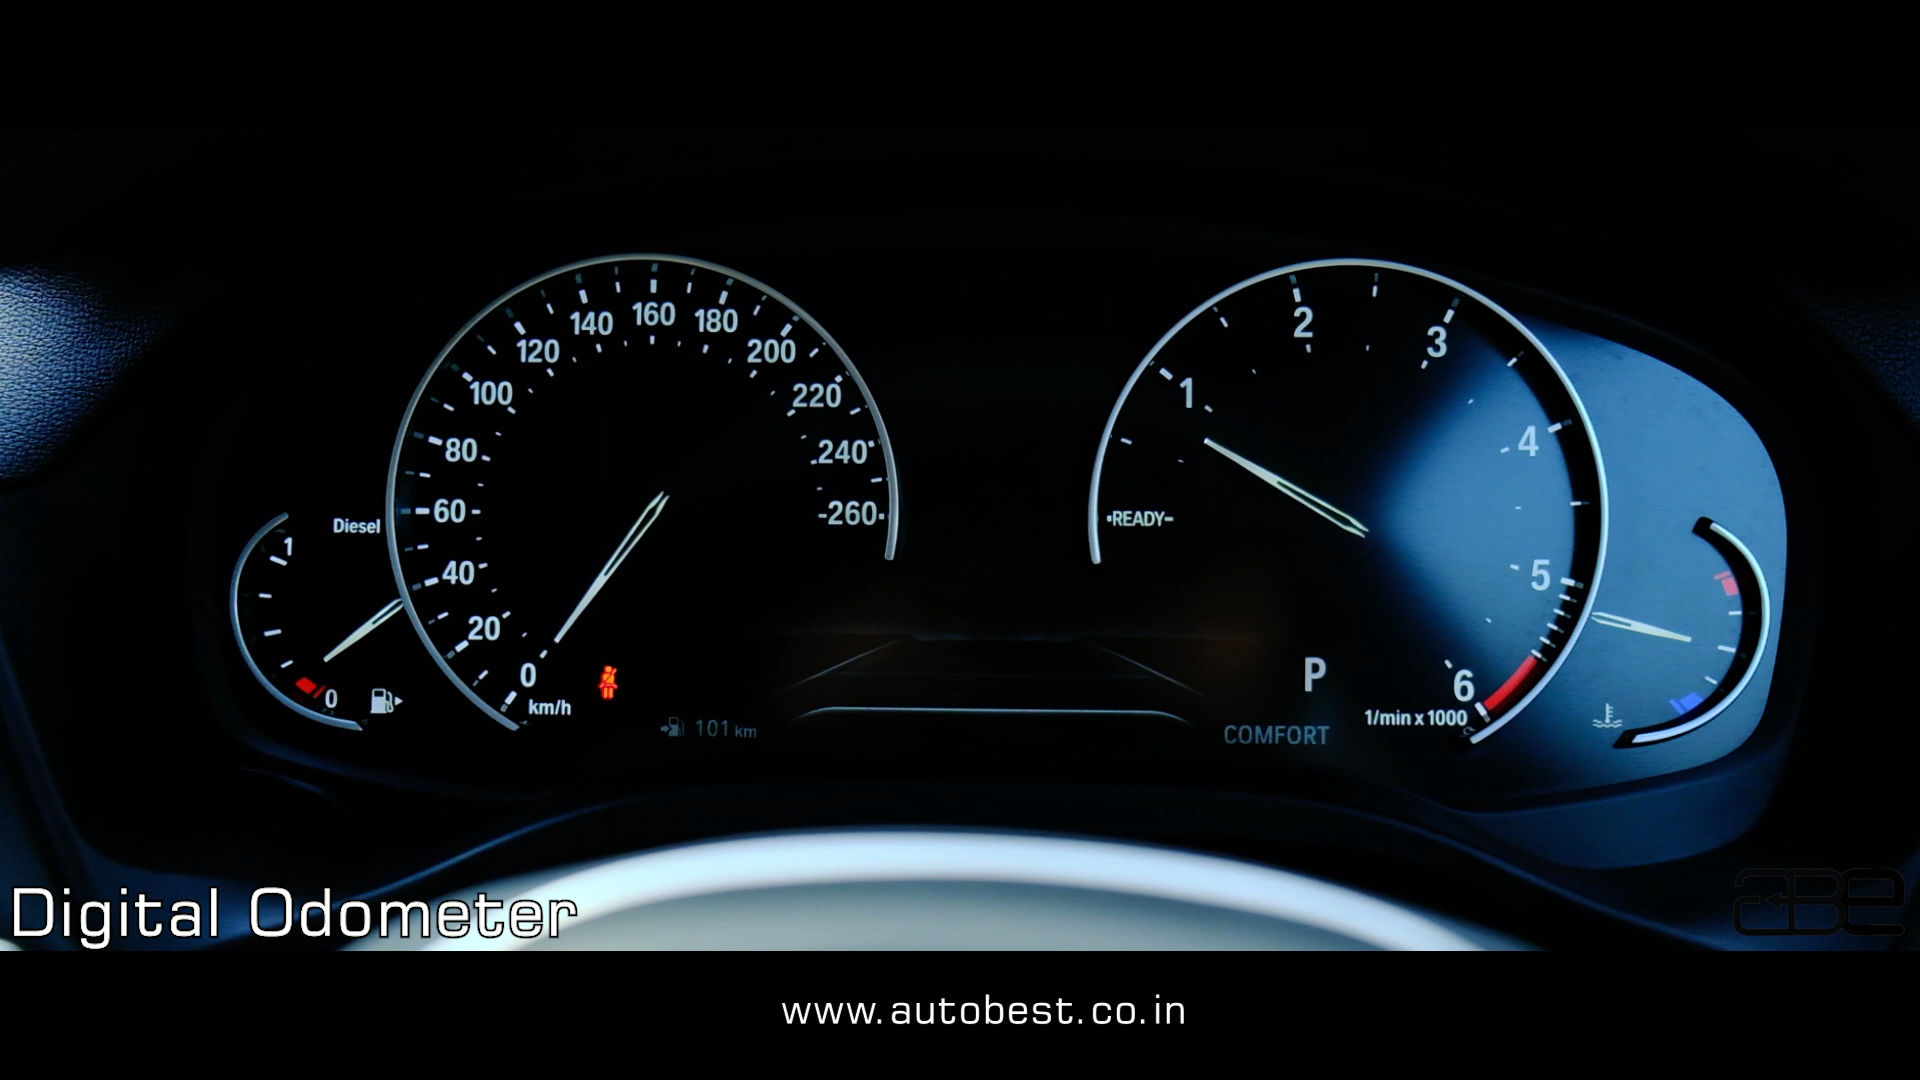 160
140
180
2
120
200
3
100
220
1
80
240
4
60
-260
READY
Diesel
1
40
5
20
0
P
6
0
km/h
1/min x 1000
101 km
COMFORT
Digital Odometer
aBe
www.autobest.co.in